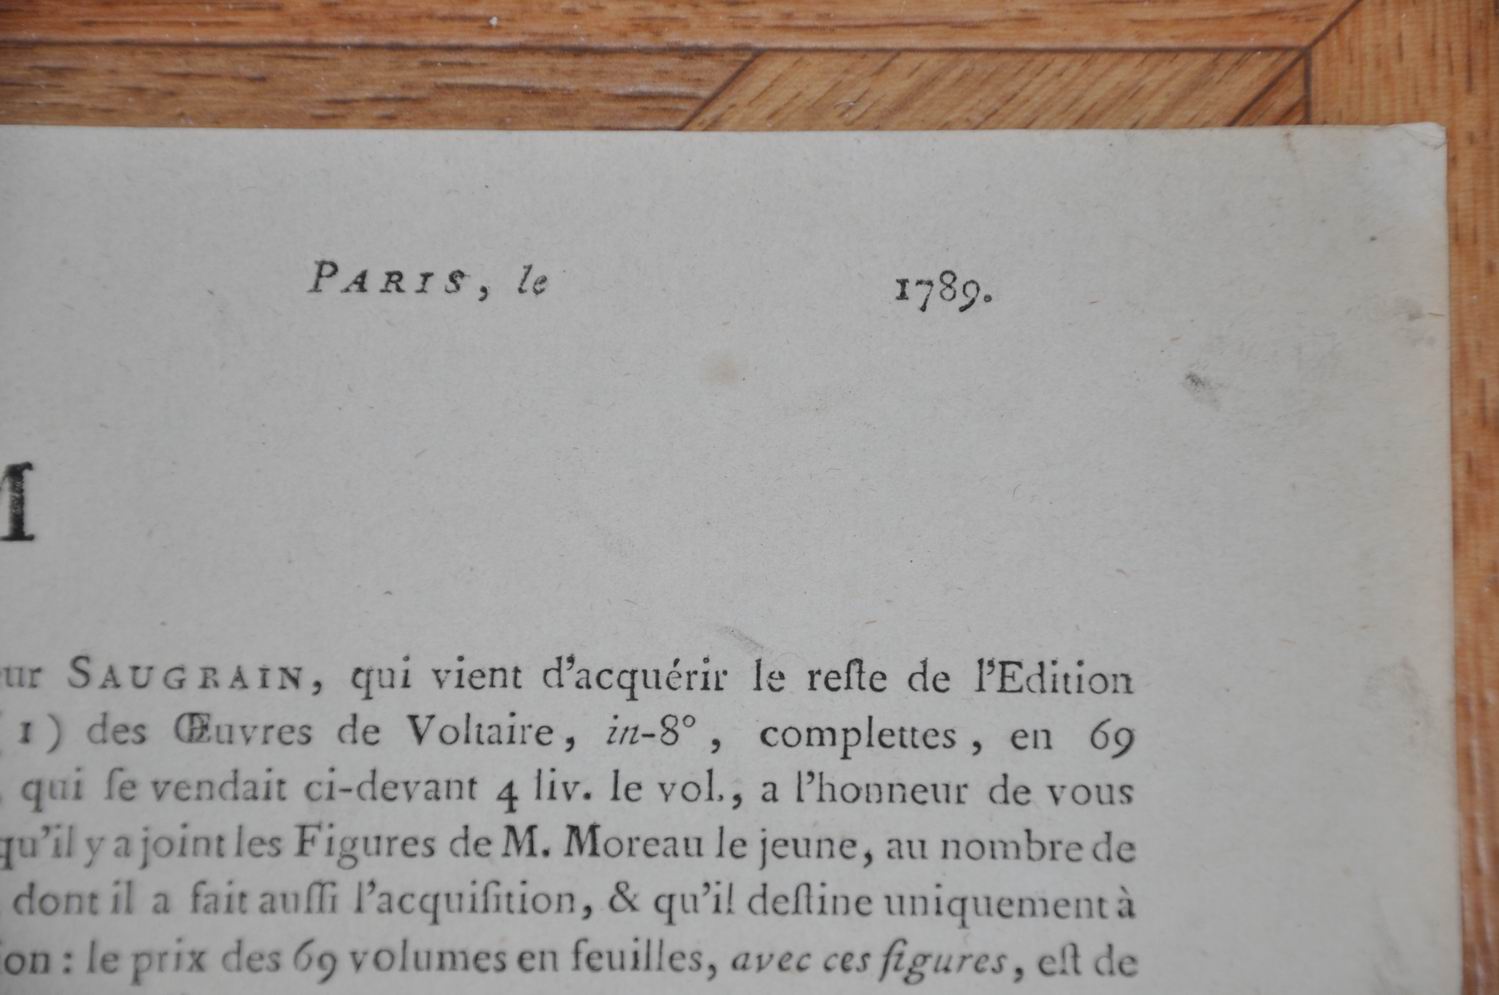 PARIS, le 1789.
M
ur SAUGRAIN, qui vient d'acquérir le reſte de l'Edition
1) des Œuvres de Voltaire, in-8°, complettes, en 69
, qui ſe vendait ci-devant 4 liv. le vol., a l'honneur de vous
qu'il y a joint les Figures de M. Moreau le jeune, au nombre de
dont il a fait auſſi l'acquiſition, & qu'il deſtine uniquement à
on : le prix des 69 volumes en feuilles, avec ces figures, eſt de